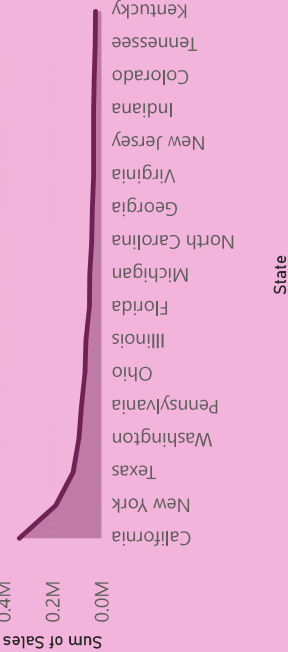 Sum of Sales
0.4M
0.2M
0.0M
California
New York
Texas
Washington
Pennsylvania
Ohio
Illinois
Florida
Michigan
North Carolina
Georgia
Virginia
New Jersey
Indiana
Colorado
Tennessee
Kentucky
State